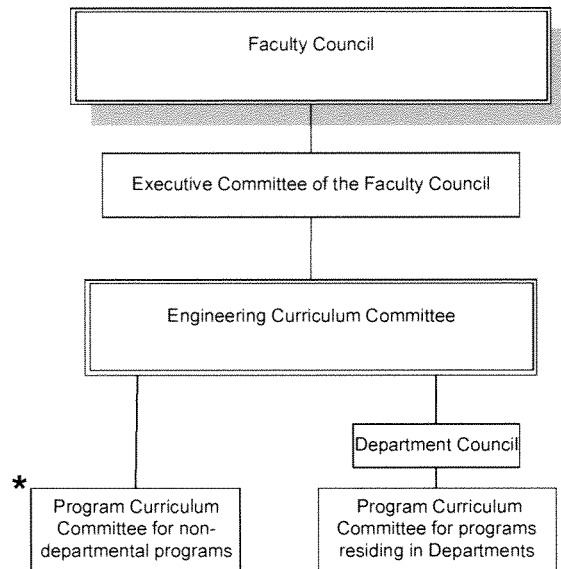 Faculty Council
Executive Committee of the Faculty Council
Engineering Curriculum Committee
Department Council
*
Program Curriculum
Committee for non-
departmental programs
Program Curriculum
Committee for programs
residing in Departments